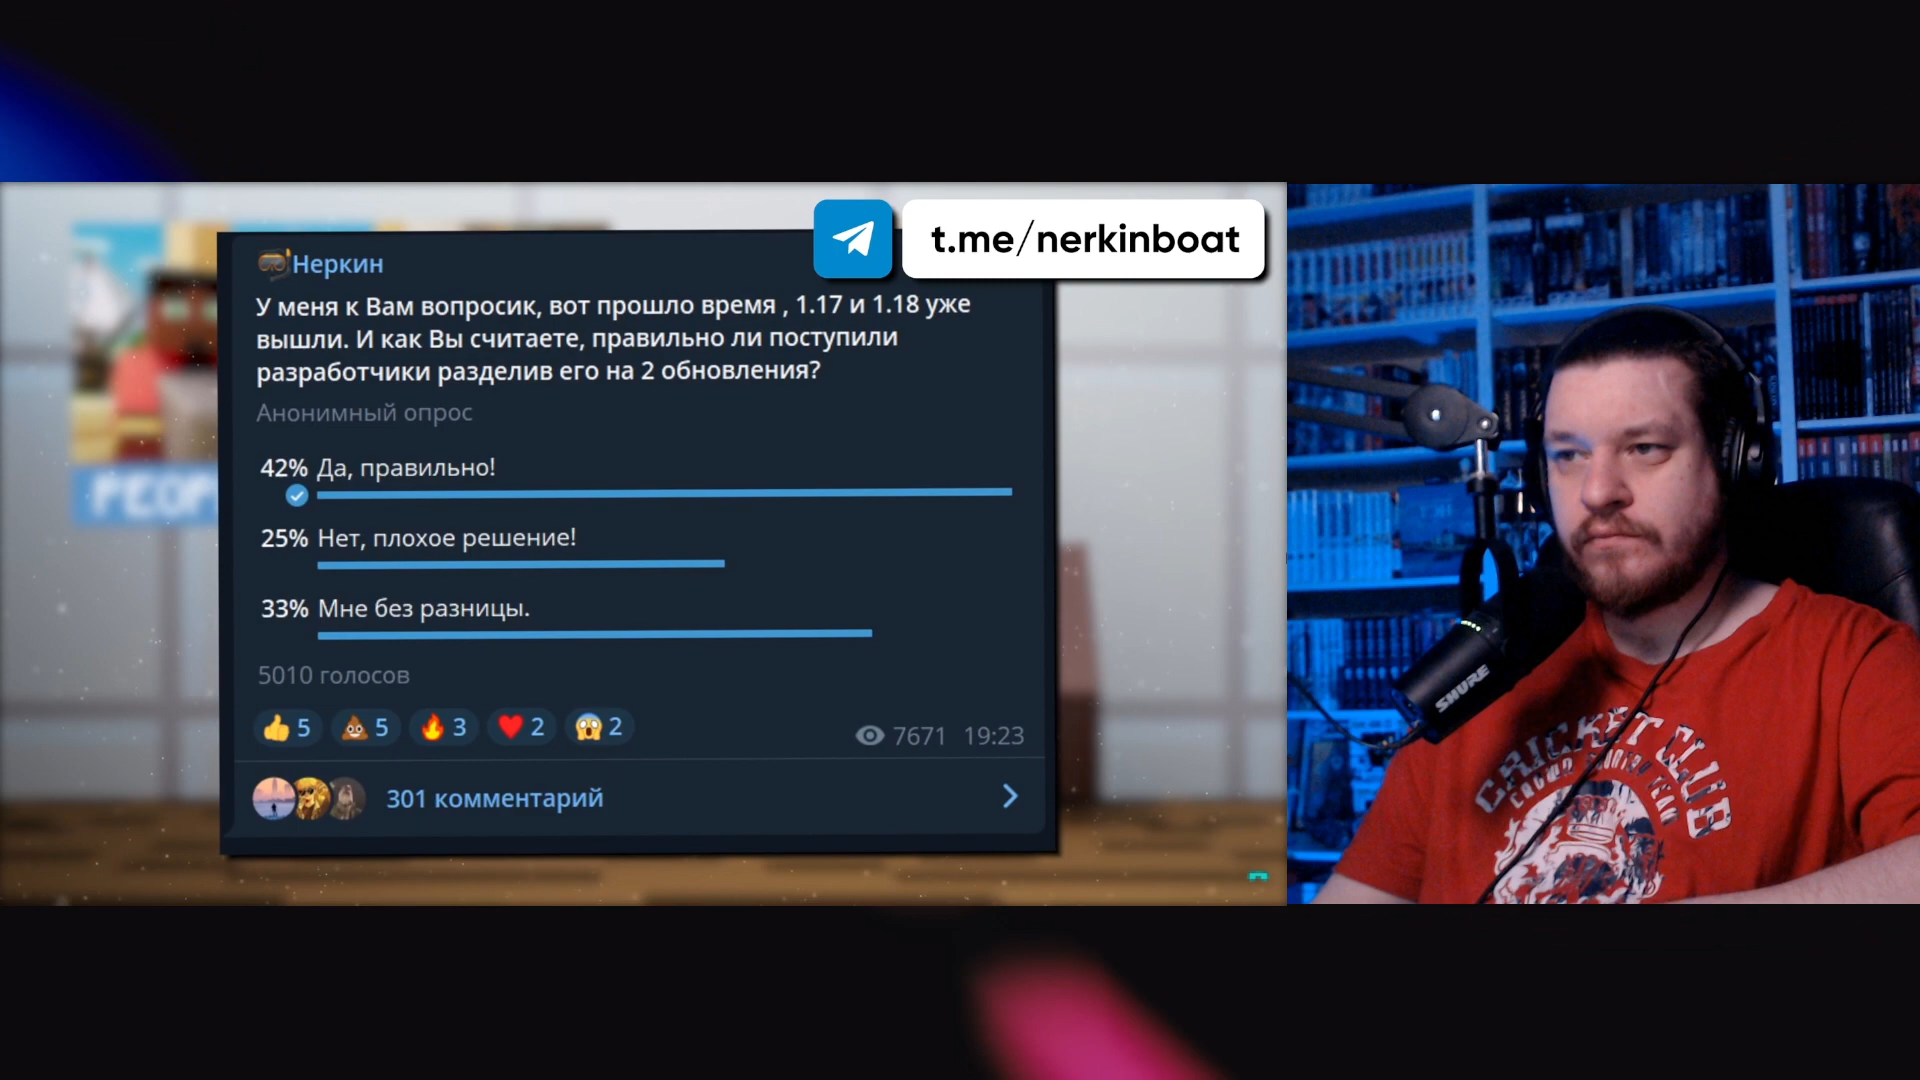 t.me/nerkinboat
Неркин
У меня к Вам вопросик, вот прошло время , 1.17 и 1.18 уже
вышли. И как Вы считаете, правильно ли поступили
разработчики разделив его на 2 обновления?
Анонимный опрос
42% Да, правильно!
25% Нет, плохое решение!
33% Мне без разницы.
5010 голосов
5 5 3 2 2
7671 19:23
301 комментарий
SHURE
CRICKET CLUB